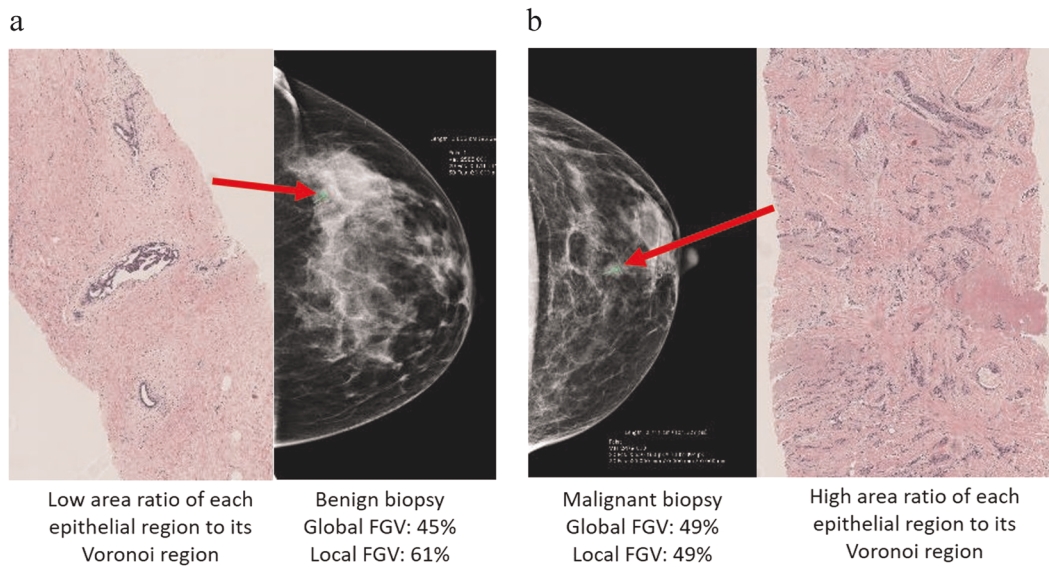 a
b
Low area ratio of each
epithelial region to its
Voronoi region
Benign biopsy
Global FGV: 45%
Local FGV: 61%
Malignant biopsy
Global FGV: 49%
Local FGV: 49%
High area ratio of each
epithelial region to its
Voronoi region